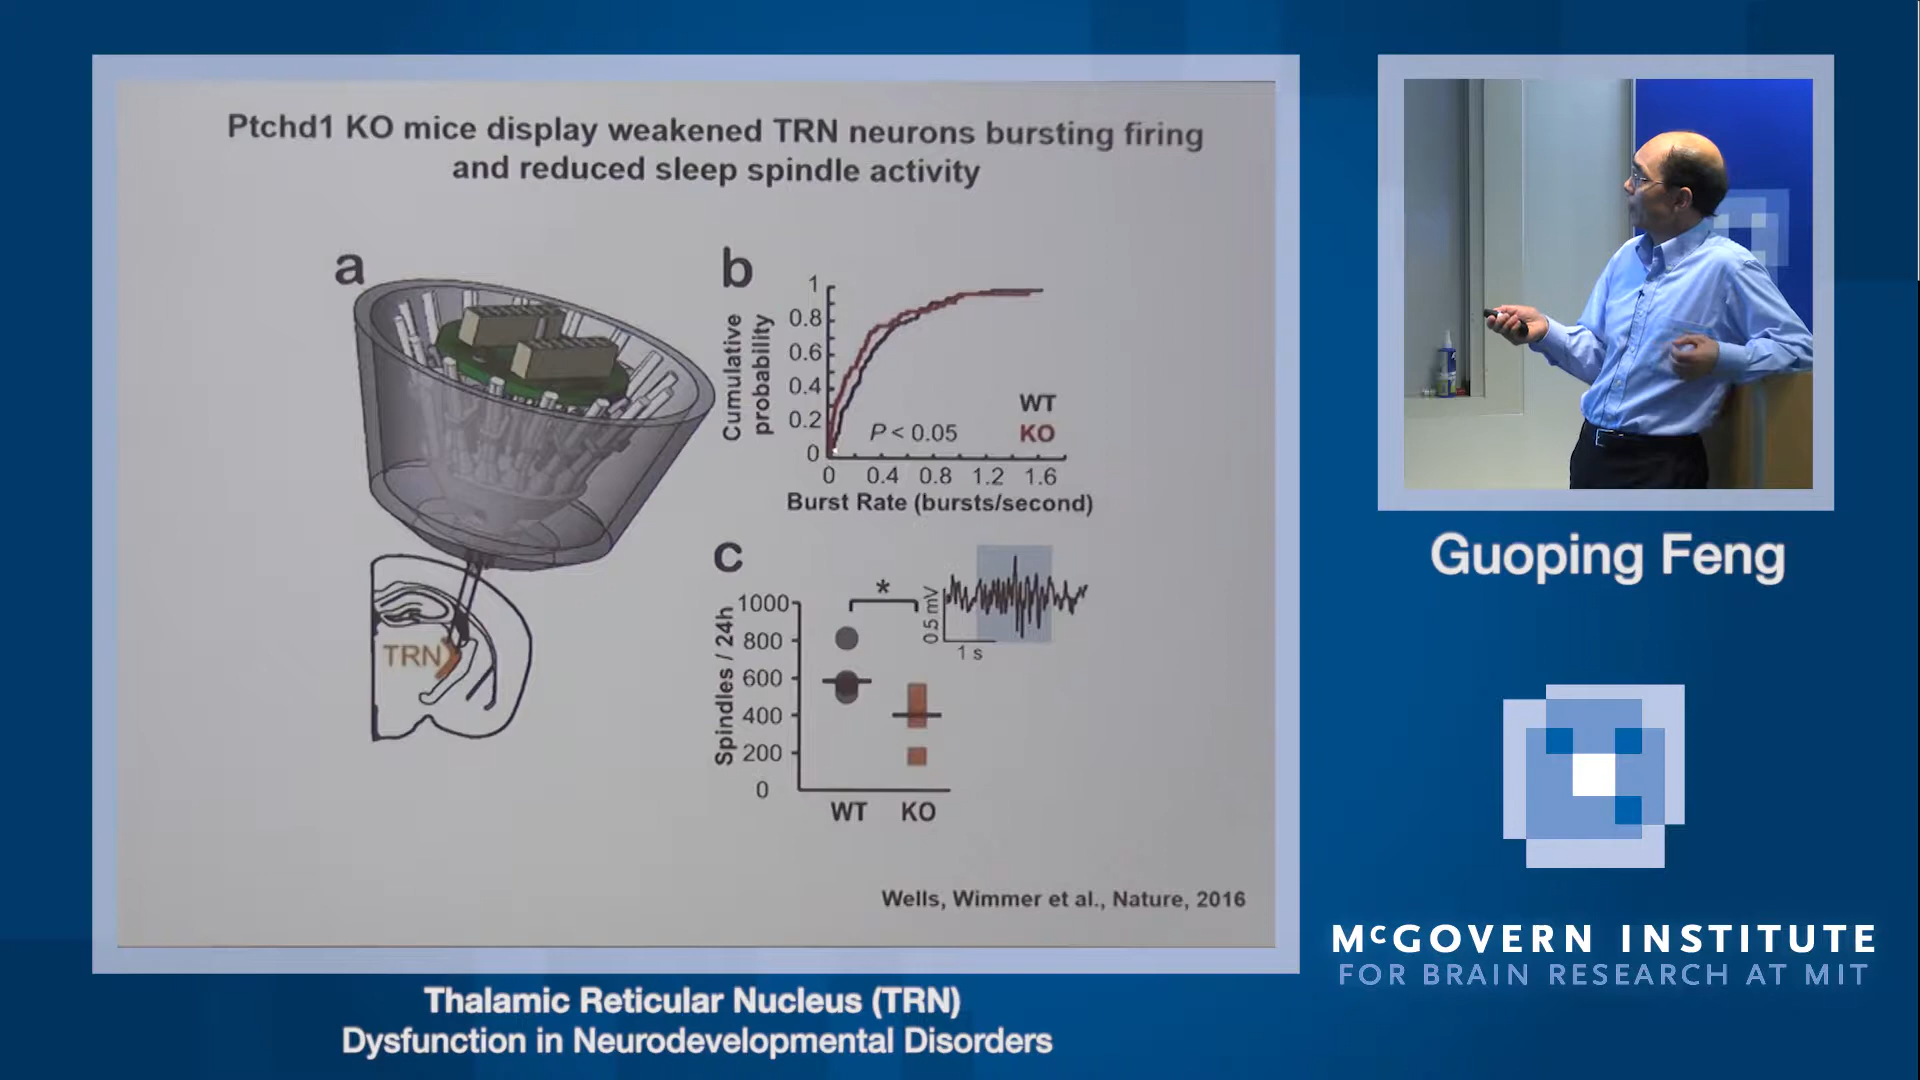 Ptchd1 KO mice display weakened TRN neurons bursting firing
and reduced sleep spindle activity
a
TRN
b
Cumulative
probability
1
0.8
0.6
0.4
0.2
0
P < 0.05
WT
KO
0 0.4 0.8 1.2 1.6
Burst Rate (bursts/second)
c
Spindles / 24h
1000
800
600
400
200
0
*
0.5 mV
1 s
WT KO
Wells, Wimmer et al., Nature, 2016
Thalamic Reticular Nucleus (TRN)
Dysfunction in Neurodevelopmental Disorders
Guoping Feng
McGOVERN INSTITUTE
FOR BRAIN RESEARCH AT MIT